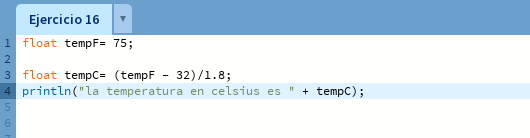 Ejercicio 16
1 float tempF= 75;
2
3 float tempC= (tempF - 32)/1.8;
4 println("la temperatura en celsius es " + tempC);
5
6